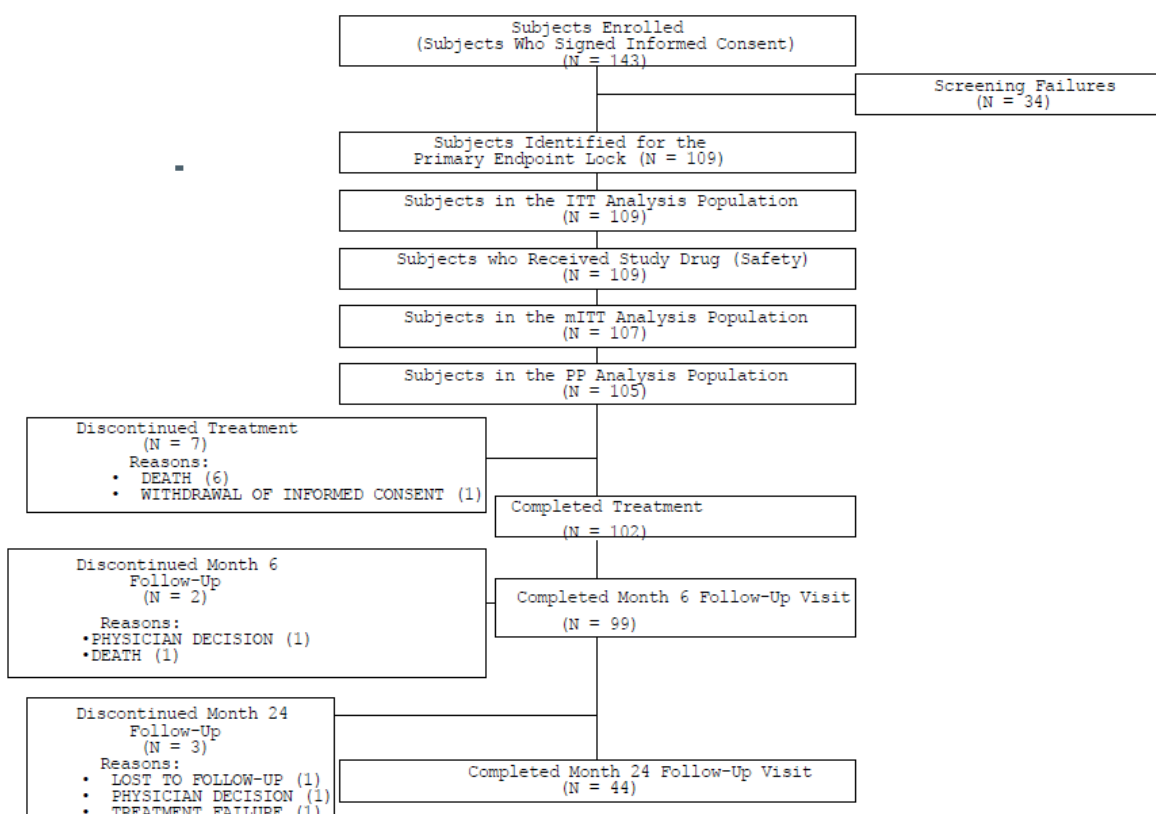 Subjects Enrolled
(Subjects Who Signed Informed Consent)
(N = 143)
Screening Failures
(N = 34)
Subjects Identified for the
Primary Endpoint Lock (N = 109)
Subjects in the ITT Analysis Population
(N = 109)
Subjects who Received Study Drug (Safety)
(N = 109)
Subjects in the mITT Analysis Population
(N = 107)
Subjects in the PP Analysis Population
(N = 105)
Discontinued Treatment
(N = 7)
Reasons:
• DEATH (6)
• WITHDRAWAL OF INFORMED CONSENT (1)
Completed Treatment
(N = 102)
Discontinued Month 6
Follow-Up
(N = 2)
Reasons:
•PHYSICIAN DECISION (1)
•DEATH (1)
Completed Month 6 Follow-Up Visit
(N = 99)
Discontinued Month 24
Follow-Up
(N = 3)
Reasons:
• LOST TO FOLLOW-UP (1)
• PHYSICIAN DECISION (1)
• TREATMENT FAILURE (1)
Completed Month 24 Follow-Up Visit
(N = 44)